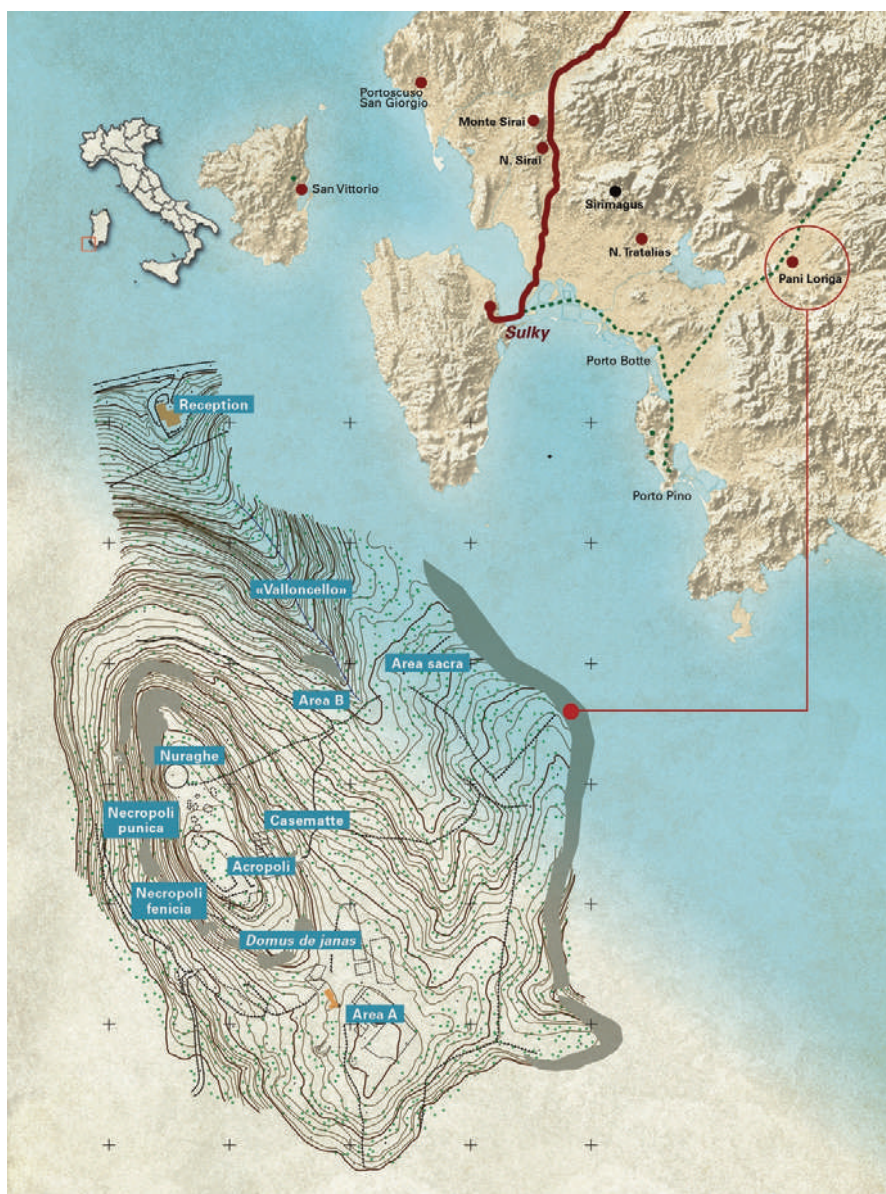 Portoscuso
San Giorgio
Monte Sirai
N. Sirai
San Vittorio
Sirimagus
N. Tratalias
Pani Loriga
Sulky
Porto Botte
Reception
Porto Pino
«Valloncello»
Area sacra
Area B
Nuraghe
Necropoli
punica
Casematte
Acropoli
Necropoli
fenicia
Domus de janas
Area A